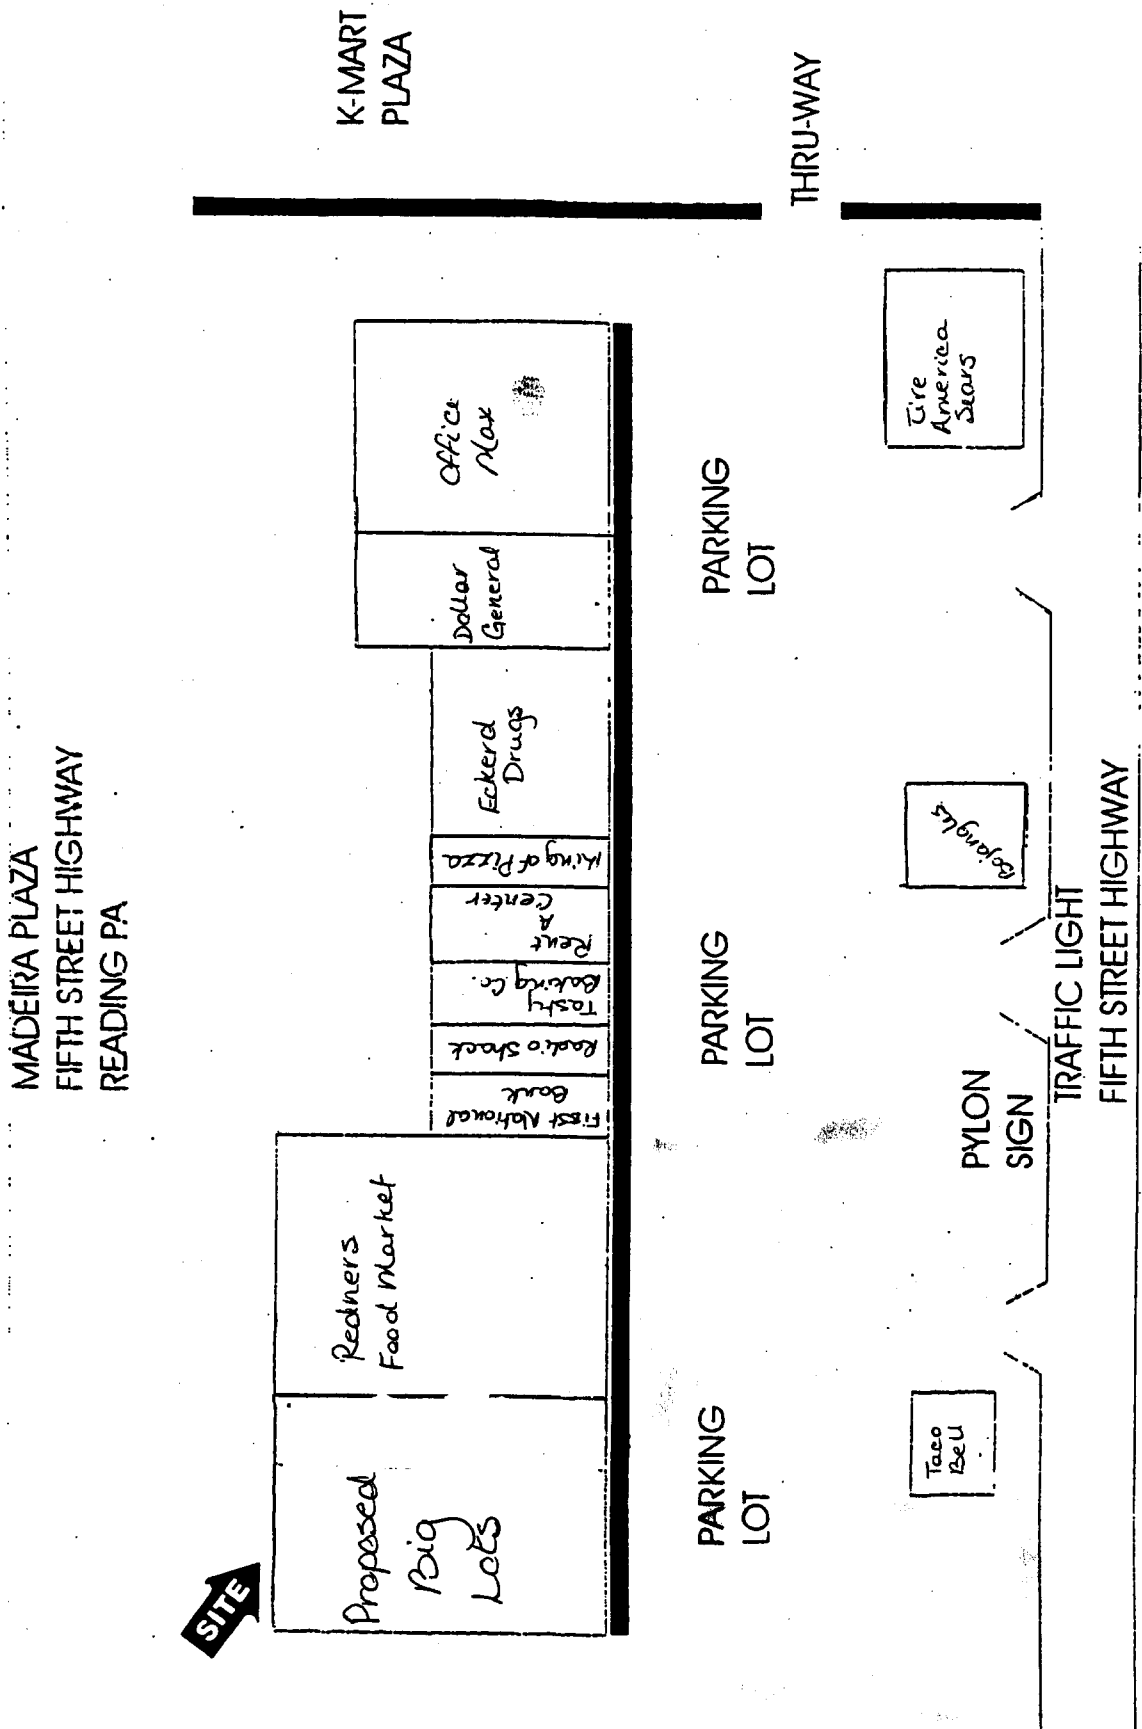 MADEIRA PLAZA
FIFTH STREET HIGHWAY
READING PA
SITE
Proposed
Big
Lots
Redners
Food Market
First National
Bank
Radio Shack
Tasty
Baking Co.
Rent
A
Center
King of Pizza
Eckerd
Drugs
Dollar
General
Office
Max
K-MART
PLAZA
PARKING
LOT
PARKING
LOT
PARKING
LOT
THRU-WAY
Taco
Bell
PYLON
SIGN
Bojangles
Tire
America
Sears
TRAFFIC LIGHT
FIFTH STREET HIGHWAY